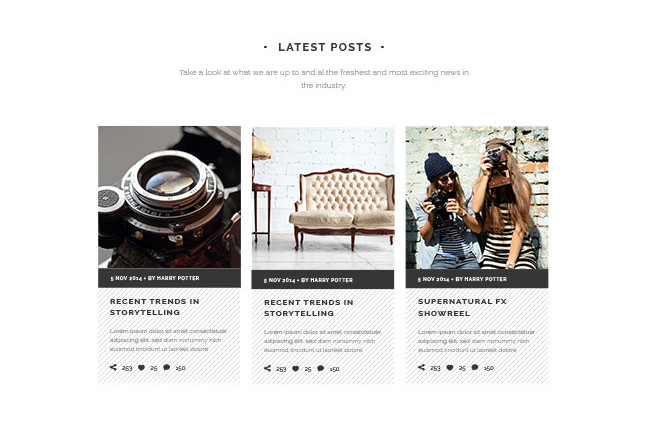 - LATEST POSTS -
Take a look at what we are up to and al the freshest and most exciting news in
the industry.
5 NOV 2014 • BY HARRY POTTER
RECENT TRENDS IN
STORYTELLING
Lorem ipsum dolor sit amet consectetuer
adipiscing elit, sed diam nonummy nibh
euismod tincidunt ut laoreet dolore
253 25 150
5 NOV 2014 • BY HARRY POTTER
RECENT TRENDS IN
STORYTELLING
Lorem ipsum dolor sit amet consectetuer
adipiscing elit, sed diam nonummy nibh
euismod tincidunt ut laoreet dolore
253 25 150
5 NOV 2014 • BY HARRY POTTER
SUPERNATURAL FX
SHOWREEL
Lorem ipsum dolor sit amet consectetuer
adipiscing elit, sed diam nonummy nibh
euismod tincidunt ut laoreet dolore
253 25 150